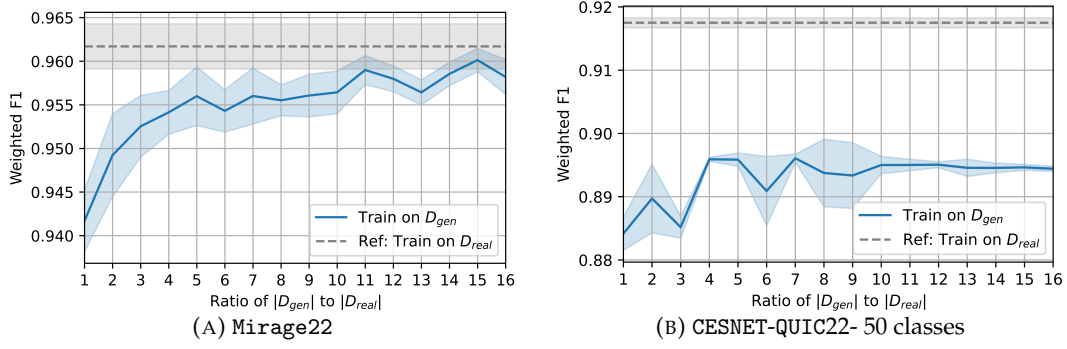 0.965
0.960
0.955
0.950
0.945
0.940
Weighted F1
Train on D_gen
Ref: Train on D_real
1 2 3 4 5 6 7 8 9 10 11 12 13 14 15 16
Ratio of |D_gen| to |D_real|
(A) Mirage22
0.92
0.91
0.90
0.89
0.88
Weighted F1
Train on D_gen
Ref: Train on D_real
1 2 3 4 5 6 7 8 9 10 11 12 13 14 15 16
Ratio of |D_gen| to |D_real|
(B) CESNET-QUIC22- 50 classes